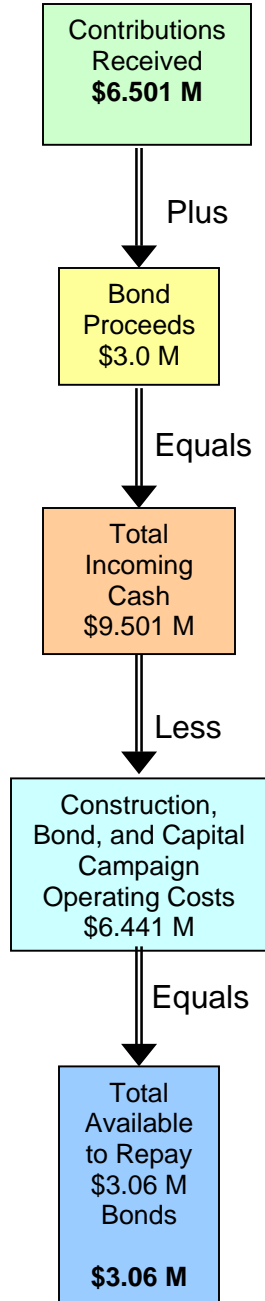 Contributions
Received
$6.501 M
Plus
Bond
Proceeds
$3.0 M
Equals
Total
Incoming
Cash
$9.501 M
Less
Construction,
Bond, and Capital
Campaign
Operating Costs
$6.441 M
Equals
Total
Available
to Repay
$3.06 M
Bonds
$3.06 M